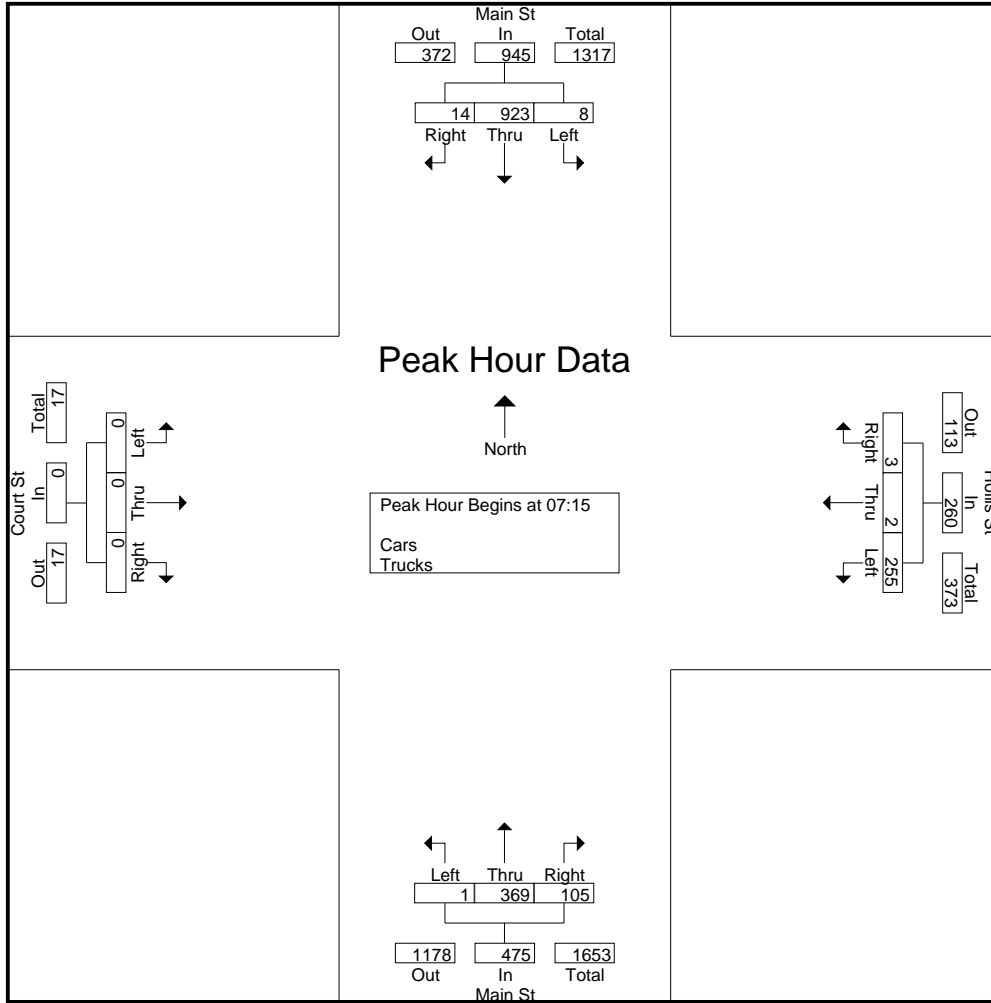 Main St
Out In Total
372 945 1317
14 923 8
Right Thru Left
Peak Hour Data
North
Peak Hour Begins at 07:15
Cars
Trucks
Court St
Total In Out
17 0 17
0 0 0
Left Thru Right
Right Thru Left
3 2 255
Out In Total
113 260 373
Hollis St
Left Thru Right
1 369 105
1178 475 1653
Out In Total
Main St